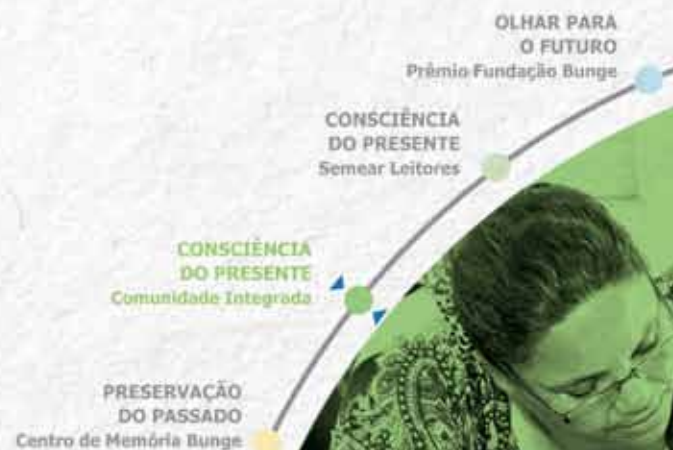 OLHAR PARA
O FUTURO
Prêmio Fundação Bunge
CONSCIÊNCIA
DO PRESENTE
Semear Leitores
CONSCIÊNCIA
DO PRESENTE
Comunidade Integrada
PRESERVAÇÃO
DO PASSADO
Centro de Memória Bunge